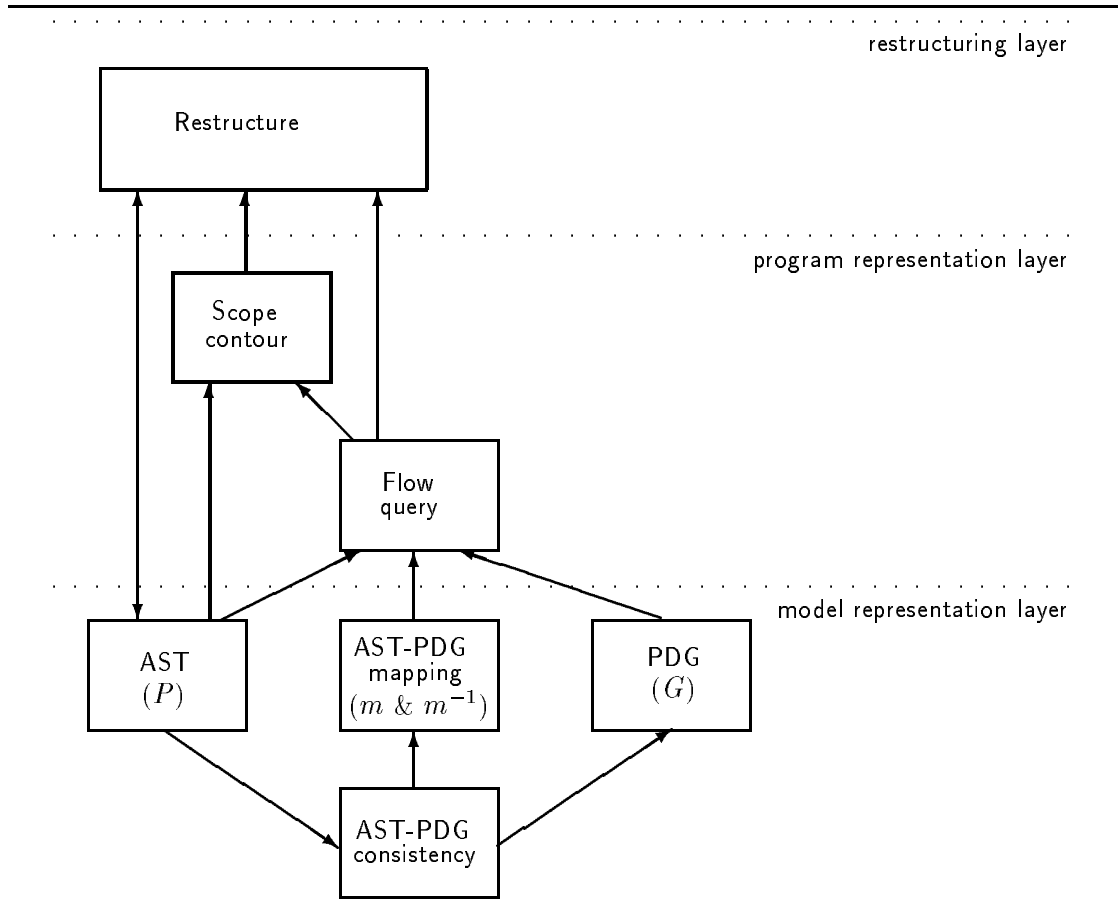 restructuring layer
Restructure
program representation layer
Scope
contour
Flow
query
model representation layer
AST
(P)
AST-PDG
mapping
(m & m⁻¹)
PDG
(G)
AST-PDG
consistency